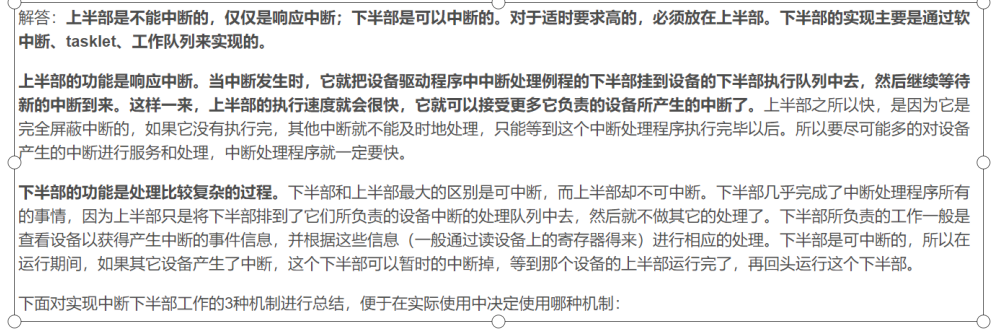 解答：上半部是不能中断的，仅仅是响应中断；下半部是可以中断的。对于适时要求高的，必须放在上半部。下半部的实现主要是通过软
中断、tasklet、工作队列来实现的。
上半部的功能是响应中断。当中断发生时，它就把设备驱动程序中中断处理例程的下半部挂到设备的下半部执行队列中去，然后继续等待
新的中断到来。这样一来，上半部的执行速度就会很快，它就可以接受更多它负责的设备所产生的中断了。上半部之所以快，是因为它是
完全屏蔽中断的，如果它没有执行完，其他中断就不能及时地处理，只能等到这个中断处理程序执行完毕以后。所以要尽可能多的对设备
产生的中断进行服务和处理，中断处理程序就一定要快。
下半部的功能是处理比较复杂的过程。下半部和上半部最大的区别是可中断，而上半部却不可中断。下半部几乎完成了中断处理程序所有
的事情，因为上半部只是将下半部排到了它们所负责的设备中断的处理队列中去，然后就不做其它的处理了。下半部所负责的工作一般是
查看设备以获得产生中断的事件信息，并根据这些信息（一般通过读设备上的寄存器得来）进行相应的处理。下半部是可中断的，所以在
运行期间，如果其它设备产生了中断，这个下半部可以暂时的中断掉，等到那个设备的上半部运行完了，再回头运行这个下半部。
下面对实现中断下半部工作的3种机制进行总结，便于在实际使用中决定使用哪种机制：